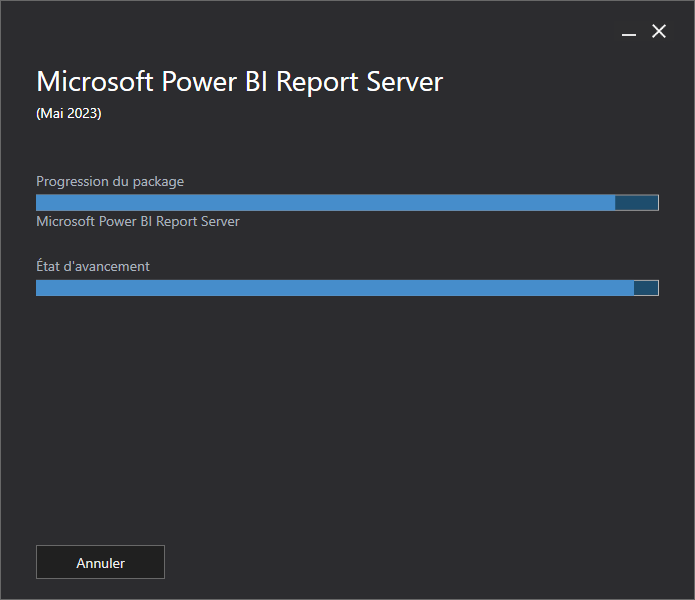 Microsoft Power BI Report Server
(Mai 2023)
Progression du package
Microsoft Power BI Report Server
État d'avancement
Annuler